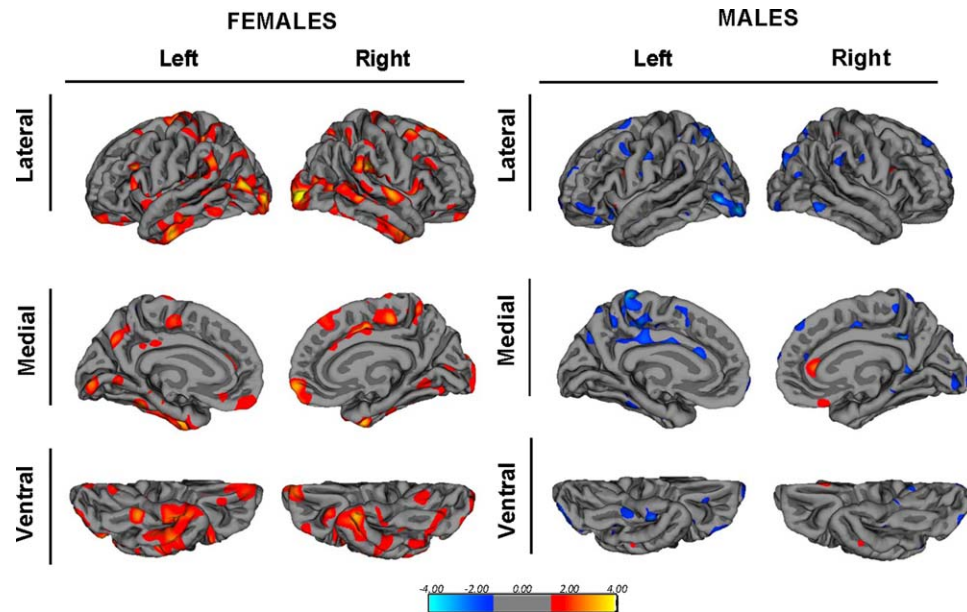 FEMALES
MALES
Left
Right
Left
Right
Lateral
Lateral
Medial
Medial
Ventral
Ventral
-4.00 -2.00 0.00 2.00 4.00